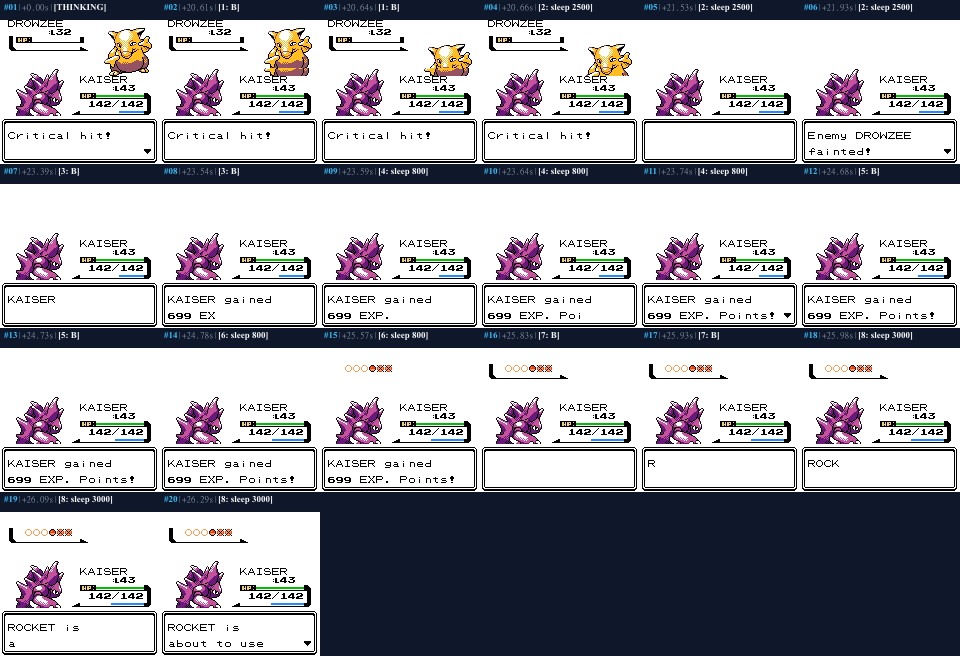 #01|+0.00s|[THINKING]
DROWZEE
:L32
HP:
KAISER
:L43
HP:
142/142
Critical hit!
#02|+20.61s|[1: B]
DROWZEE
:L32
HP:
KAISER
:L43
HP:
142/142
Critical hit!
#03|+20.64s|[1: B]
DROWZEE
:L32
HP:
KAISER
:L43
HP:
142/142
Critical hit!
#04|+20.66s|[2: sleep 2500]
DROWZEE
:L32
HP:
KAISER
:L43
HP:
142/142
Critical hit!
#05|+21.53s|[2: sleep 2500]
KAISER
:L43
HP:
142/142
#06|+21.93s|[2: sleep 2500]
KAISER
:L43
HP:
142/142
Enemy DROWZEE
fainted!
#07|+23.39s|[3: B]
KAISER
:L43
HP:
142/142
KAISER
#08|+23.54s|[3: B]
KAISER
:L43
HP:
142/142
KAISER gained
699 EX
#09|+23.59s|[4: sleep 800]
KAISER
:L43
HP:
142/142
KAISER gained
699 EXP.
#10|+23.64s|[4: sleep 800]
KAISER
:L43
HP:
142/142
KAISER gained
699 EXP. Poi
#11|+23.74s|[4: sleep 800]
KAISER
:L43
HP:
142/142
KAISER gained
699 EXP. Points!
#12|+24.68s|[5: B]
KAISER
:L43
HP:
142/142
KAISER gained
699 EXP. Points!
#13|+24.73s|[5: B]
KAISER
:L43
HP:
142/142
KAISER gained
699 EXP. Points!
#14|+24.78s|[6: sleep 800]
KAISER
:L43
HP:
142/142
KAISER gained
699 EXP. Points!
#15|+25.57s|[6: sleep 800]
KAISER
:L43
HP:
142/142
KAISER gained
699 EXP. Points!
#16|+25.83s|[7: B]
KAISER
:L43
HP:
142/142
#17|+25.93s|[7: B]
KAISER
:L43
HP:
142/142
R
#18|+25.98s|[8: sleep 3000]
KAISER
:L43
HP:
142/142
ROCK
#19|+26.09s|[8: sleep 3000]
KAISER
:L43
HP:
142/142
ROCKET is
a
#20|+26.29s|[8: sleep 3000]
KAISER
:L43
HP:
142/142
ROCKET is
about to use